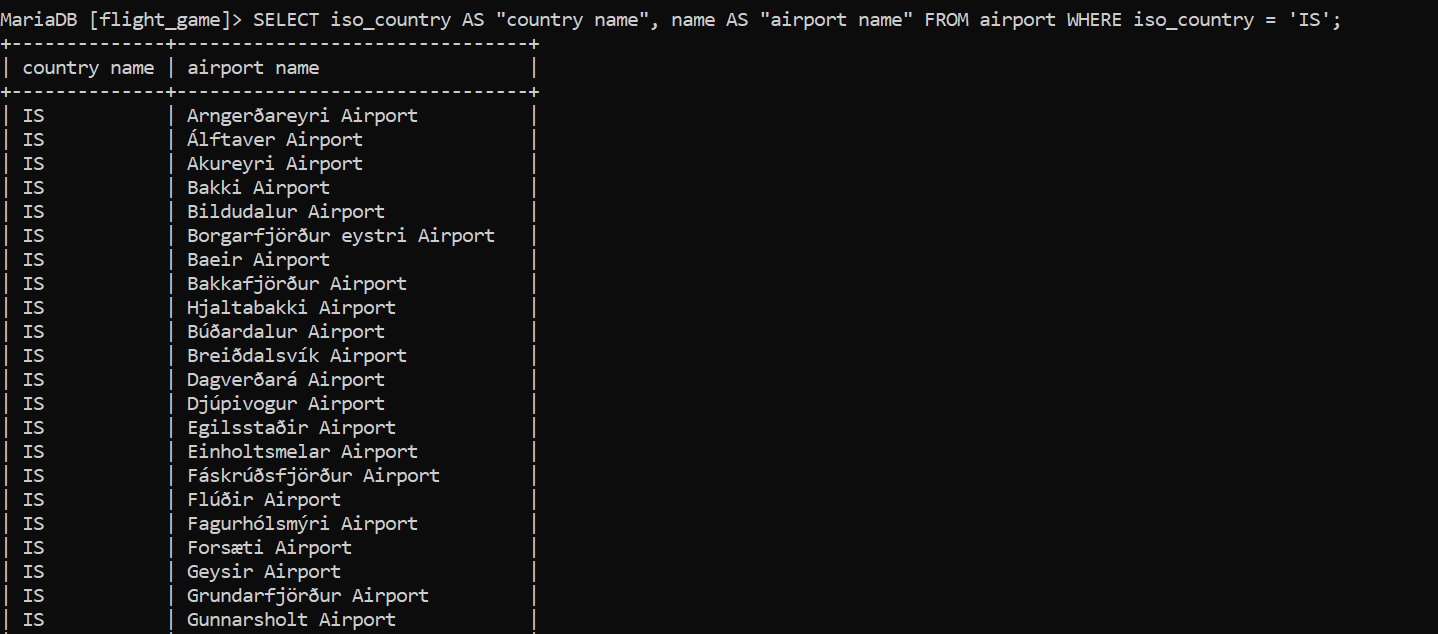 MariaDB [flight_game]> SELECT iso_country AS "country name", name AS "airport name" FROM airport WHERE iso_country = 'IS';
+--------------+--------------------------------+
| country name | airport name                   |
+--------------+--------------------------------+
| IS           | Arngerðareyri Airport          |
| IS           | Álftaver Airport               |
| IS           | Akureyri Airport               |
| IS           | Bakki Airport                  |
| IS           | Bildudalur Airport             |
| IS           | Borgarfjörður eystri Airport   |
| IS           | Baeir Airport                  |
| IS           | Bakkafjörður Airport           |
| IS           | Hjaltabakki Airport            |
| IS           | Búðardalur Airport             |
| IS           | Breiðdalsvík Airport           |
| IS           | Dagverðará Airport             |
| IS           | Djúpivogur Airport             |
| IS           | Egilsstaðir Airport            |
| IS           | Einholtsmelar Airport          |
| IS           | Fáskrúðsfjörður Airport        |
| IS           | Flúðir Airport                 |
| IS           | Fagurhólsmýri Airport          |
| IS           | Forsæti Airport                |
| IS           | Geysir Airport                 |
| IS           | Grundarfjörður Airport         |
| IS           | Gunnarsholt Airport            |